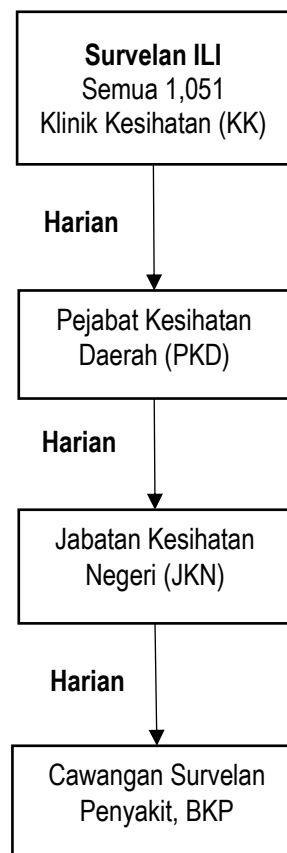 Survelan ILI
Semua 1,051
Klinik Kesihatan (KK)
Harian
Pejabat Kesihatan
Daerah (PKD)
Harian
Jabatan Kesihatan
Negeri (JKN)
Harian
Cawangan Survelan
Penyakit, BKP